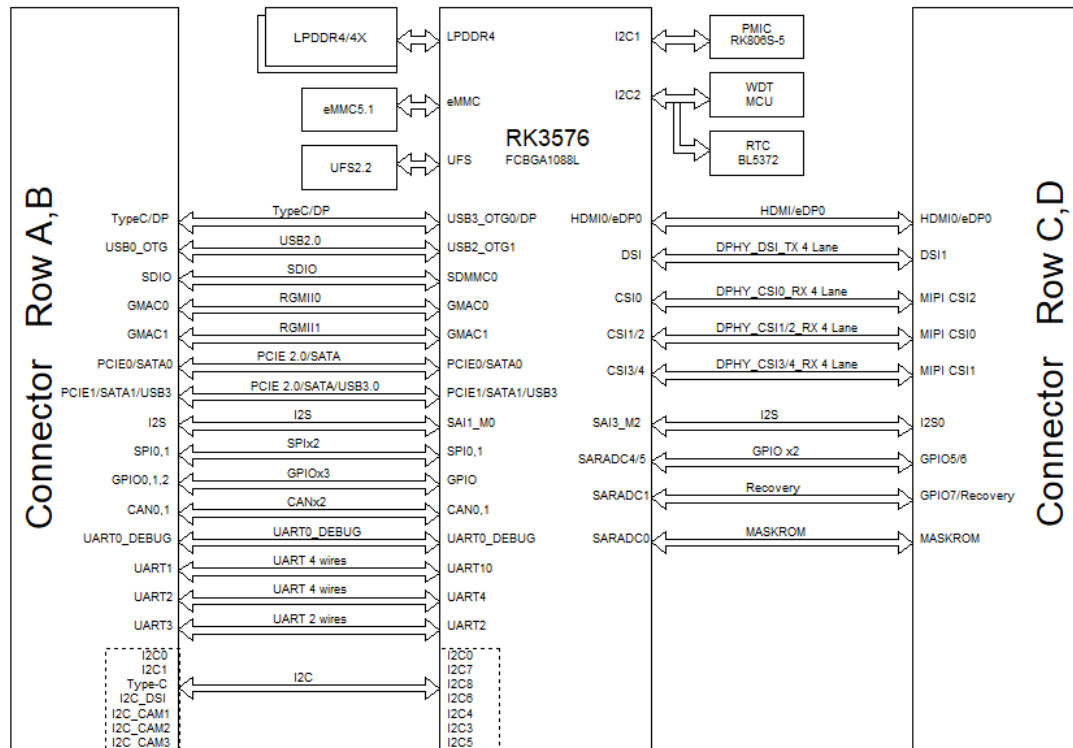 Connector Row A,B
LPDDR4/4X
LPDDR4
I2C1
PMIC
RK806S-5
eMMC5.1
eMMC
I2C2
WDT
MCU
RK3576
FCBGA1088L
UFS2.2
UFS
RTC
BL5372
Connector Row C,D
TypeC/DP
TypeC/DP
USB3_OTG0/DP
HDMI0/eDP0
HDMI/eDP0
HDMI0/eDP0
USB0_OTG
USB2.0
USB2_OTG1
DSI
DPHY_DSI_TX 4 Lane
DSI1
SDIO
SDIO
SDMMC0
GMAC0
RGMII0
GMAC0
CSI0
DPHY_CSI0_RX 4 Lane
MIPI CSI2
GMAC1
RGMII1
GMAC1
CSI1/2
DPHY_CSI1/2_RX 4 Lane
MIPI CSI0
PCIE0/SATA0
PCIE 2.0/SATA
PCIE0/SATA0
CSI3/4
DPHY_CSI3/4_RX 4 Lane
MIPI CSI1
PCIE1/SATA1/USB3
PCIE 2.0/SATA/USB3.0
PCIE1/SATA1/USB3
I2S
I2S
SAI1_M0
SAI3_M2
I2S
I2S0
SPI0,1
SPIx2
SPI0,1
SARADC4/5
GPIO x2
GPIO5/6
GPIO0,1,2
GPIOx3
GPIO
SARADC1
Recovery
GPIO7/Recovery
CAN0,1
CANx2
CAN0,1
UART0_DEBUG
UART0_DEBUG
UART0_DEBUG
SARADC0
MASKROM
MASKROM
UART1
UART 4 wires
UART10
UART2
UART 4 wires
UART4
UART3
UART 2 wires
UART2
I2C0
I2C1
Type-C
I2C_DSI
I2C_CAM1
I2C_CAM2
I2C_CAM3
I2C
I2C0
I2C7
I2C8
I2C6
I2C4
I2C3
I2C5